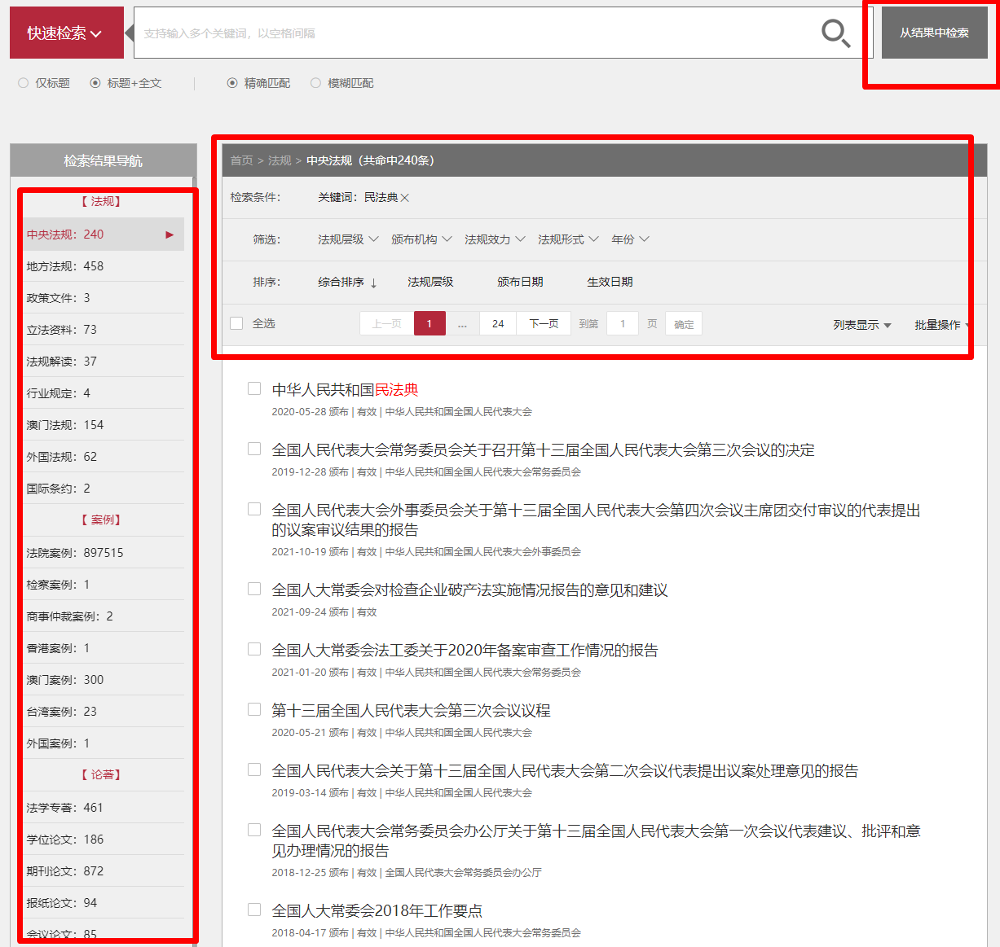 快速检索
支持输入多个关键词，以空格间隔
从结果中检索
仅标题 标题+全文 | 精确匹配 模糊匹配
检索结果导航
【 法规】
中央法规：240
地方法规：458
政策文件：3
立法资料：73
法规解读：37
行业规定：4
澳门法规：154
外国法规：62
国际条约：2
【 案例】
法院案例：897515
检察案例：1
商事仲裁案例：2
香港案例：1
澳门案例：300
台湾案例：23
外国案例：1
【 论著】
法学专著：461
学位论文：186
期刊论文：872
报纸论文：94
会议论文：85
首页 > 法规 > 中央法规（共命中240条）
检索条件： 关键词：民法典×
筛选： 法规层级 颁布机构 法规效力 法规形式 年份
排序： 综合排序 ↓ 法规层级 颁布日期 生效日期
全选 上一页 1 ... 24 下一页 到第 1 页 确定 列表显示 批量操作
中华人民共和国民法典
2020-05-28 颁布 | 有效 | 中华人民共和国全国人民代表大会
全国人民代表大会常务委员会关于召开第十三届全国人民代表大会第三次会议的决定
2019-12-28 颁布 | 有效 | 中华人民共和国全国人民代表大会常务委员会
全国人民代表大会外事委员会关于第十三届全国人民代表大会第四次会议主席团交付审议的代表提出
的议案审议结果的报告
2021-10-19 颁布 | 有效 | 中华人民共和国全国人民代表大会外事委员会
全国人大常委会对检查企业破产法实施情况报告的意见和建议
2021-09-24 颁布 | 有效
全国人大常委会法工委关于2020年备案审查工作情况的报告
2021-01-20 颁布 | 有效 | 中华人民共和国全国人民代表大会常务委员会
第十三届全国人民代表大会第三次会议议程
2020-05-21 颁布 | 有效 | 中华人民共和国全国人民代表大会
全国人民代表大会关于第十三届全国人民代表大会第二次会议代表提出议案处理意见的报告
2019-03-14 颁布 | 有效 | 中华人民共和国全国人民代表大会
全国人民代表大会常务委员会办公厅关于第十三届全国人民代表大会第一次会议代表建议、批评和意
见办理情况的报告
2018-12-25 颁布 | 有效 | 全国人民代表大会常务委员会办公厅
全国人大常委会2018年工作要点
2018-04-17 颁布 | 有效 | 中华人民共和国全国人民代表大会常务委员会